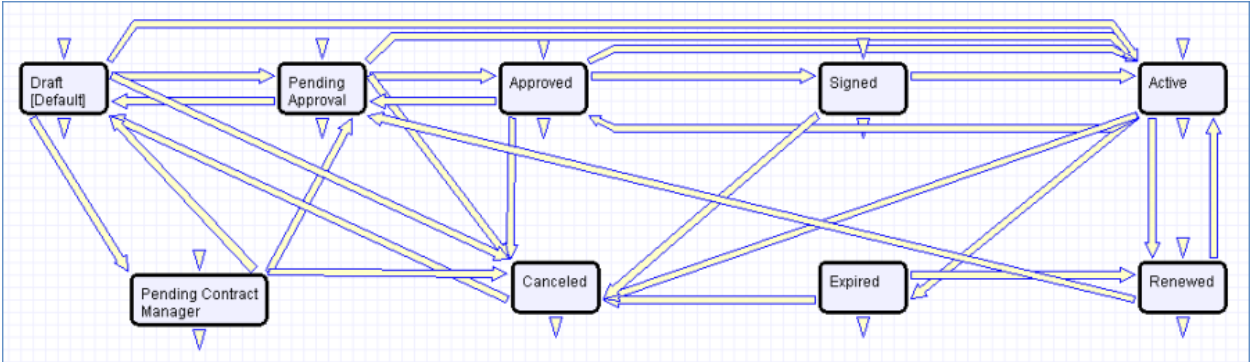 Draft
[Default]
Pending
Approval
Approved
Signed
Active
Pending Contract
Manager
Canceled
Expired
Renewed